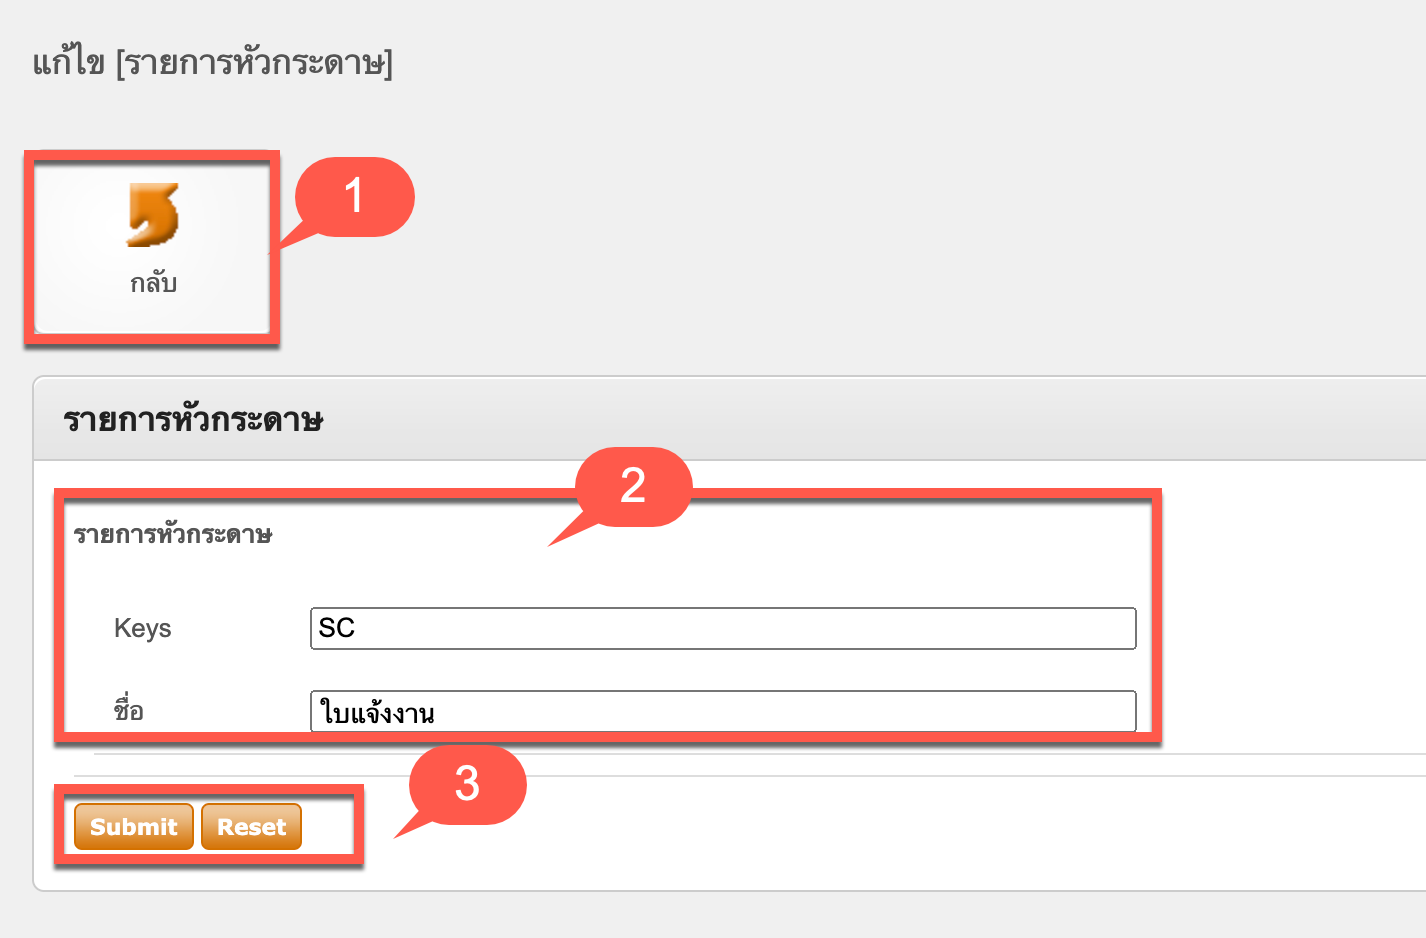 แก้ไข [รายการหัวกระดาษ]
1
กลับ
รายการหัวกระดาษ
2
รายการหัวกระดาษ
Keys SC
ชื่อ ใบแจ้งงาน
3
Submit Reset